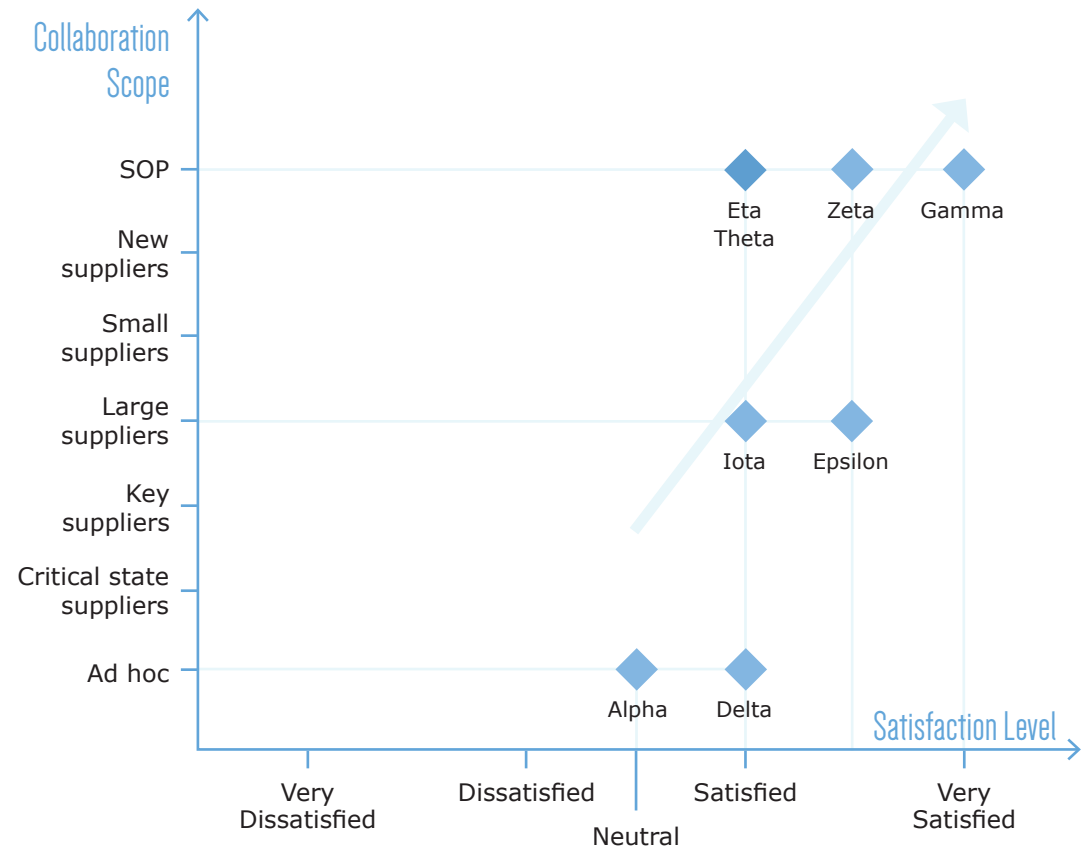 Collaboration
Scope
SOP
Eta
Theta
Zeta
Gamma
New
suppliers
Small
suppliers
Large
suppliers
Iota
Epsilon
Key
suppliers
Critical state
suppliers
Ad hoc
Alpha
Delta
Satisfaction Level
Very
Dissatisfied
Dissatisfied
Neutral
Satisfied
Very
Satisfied